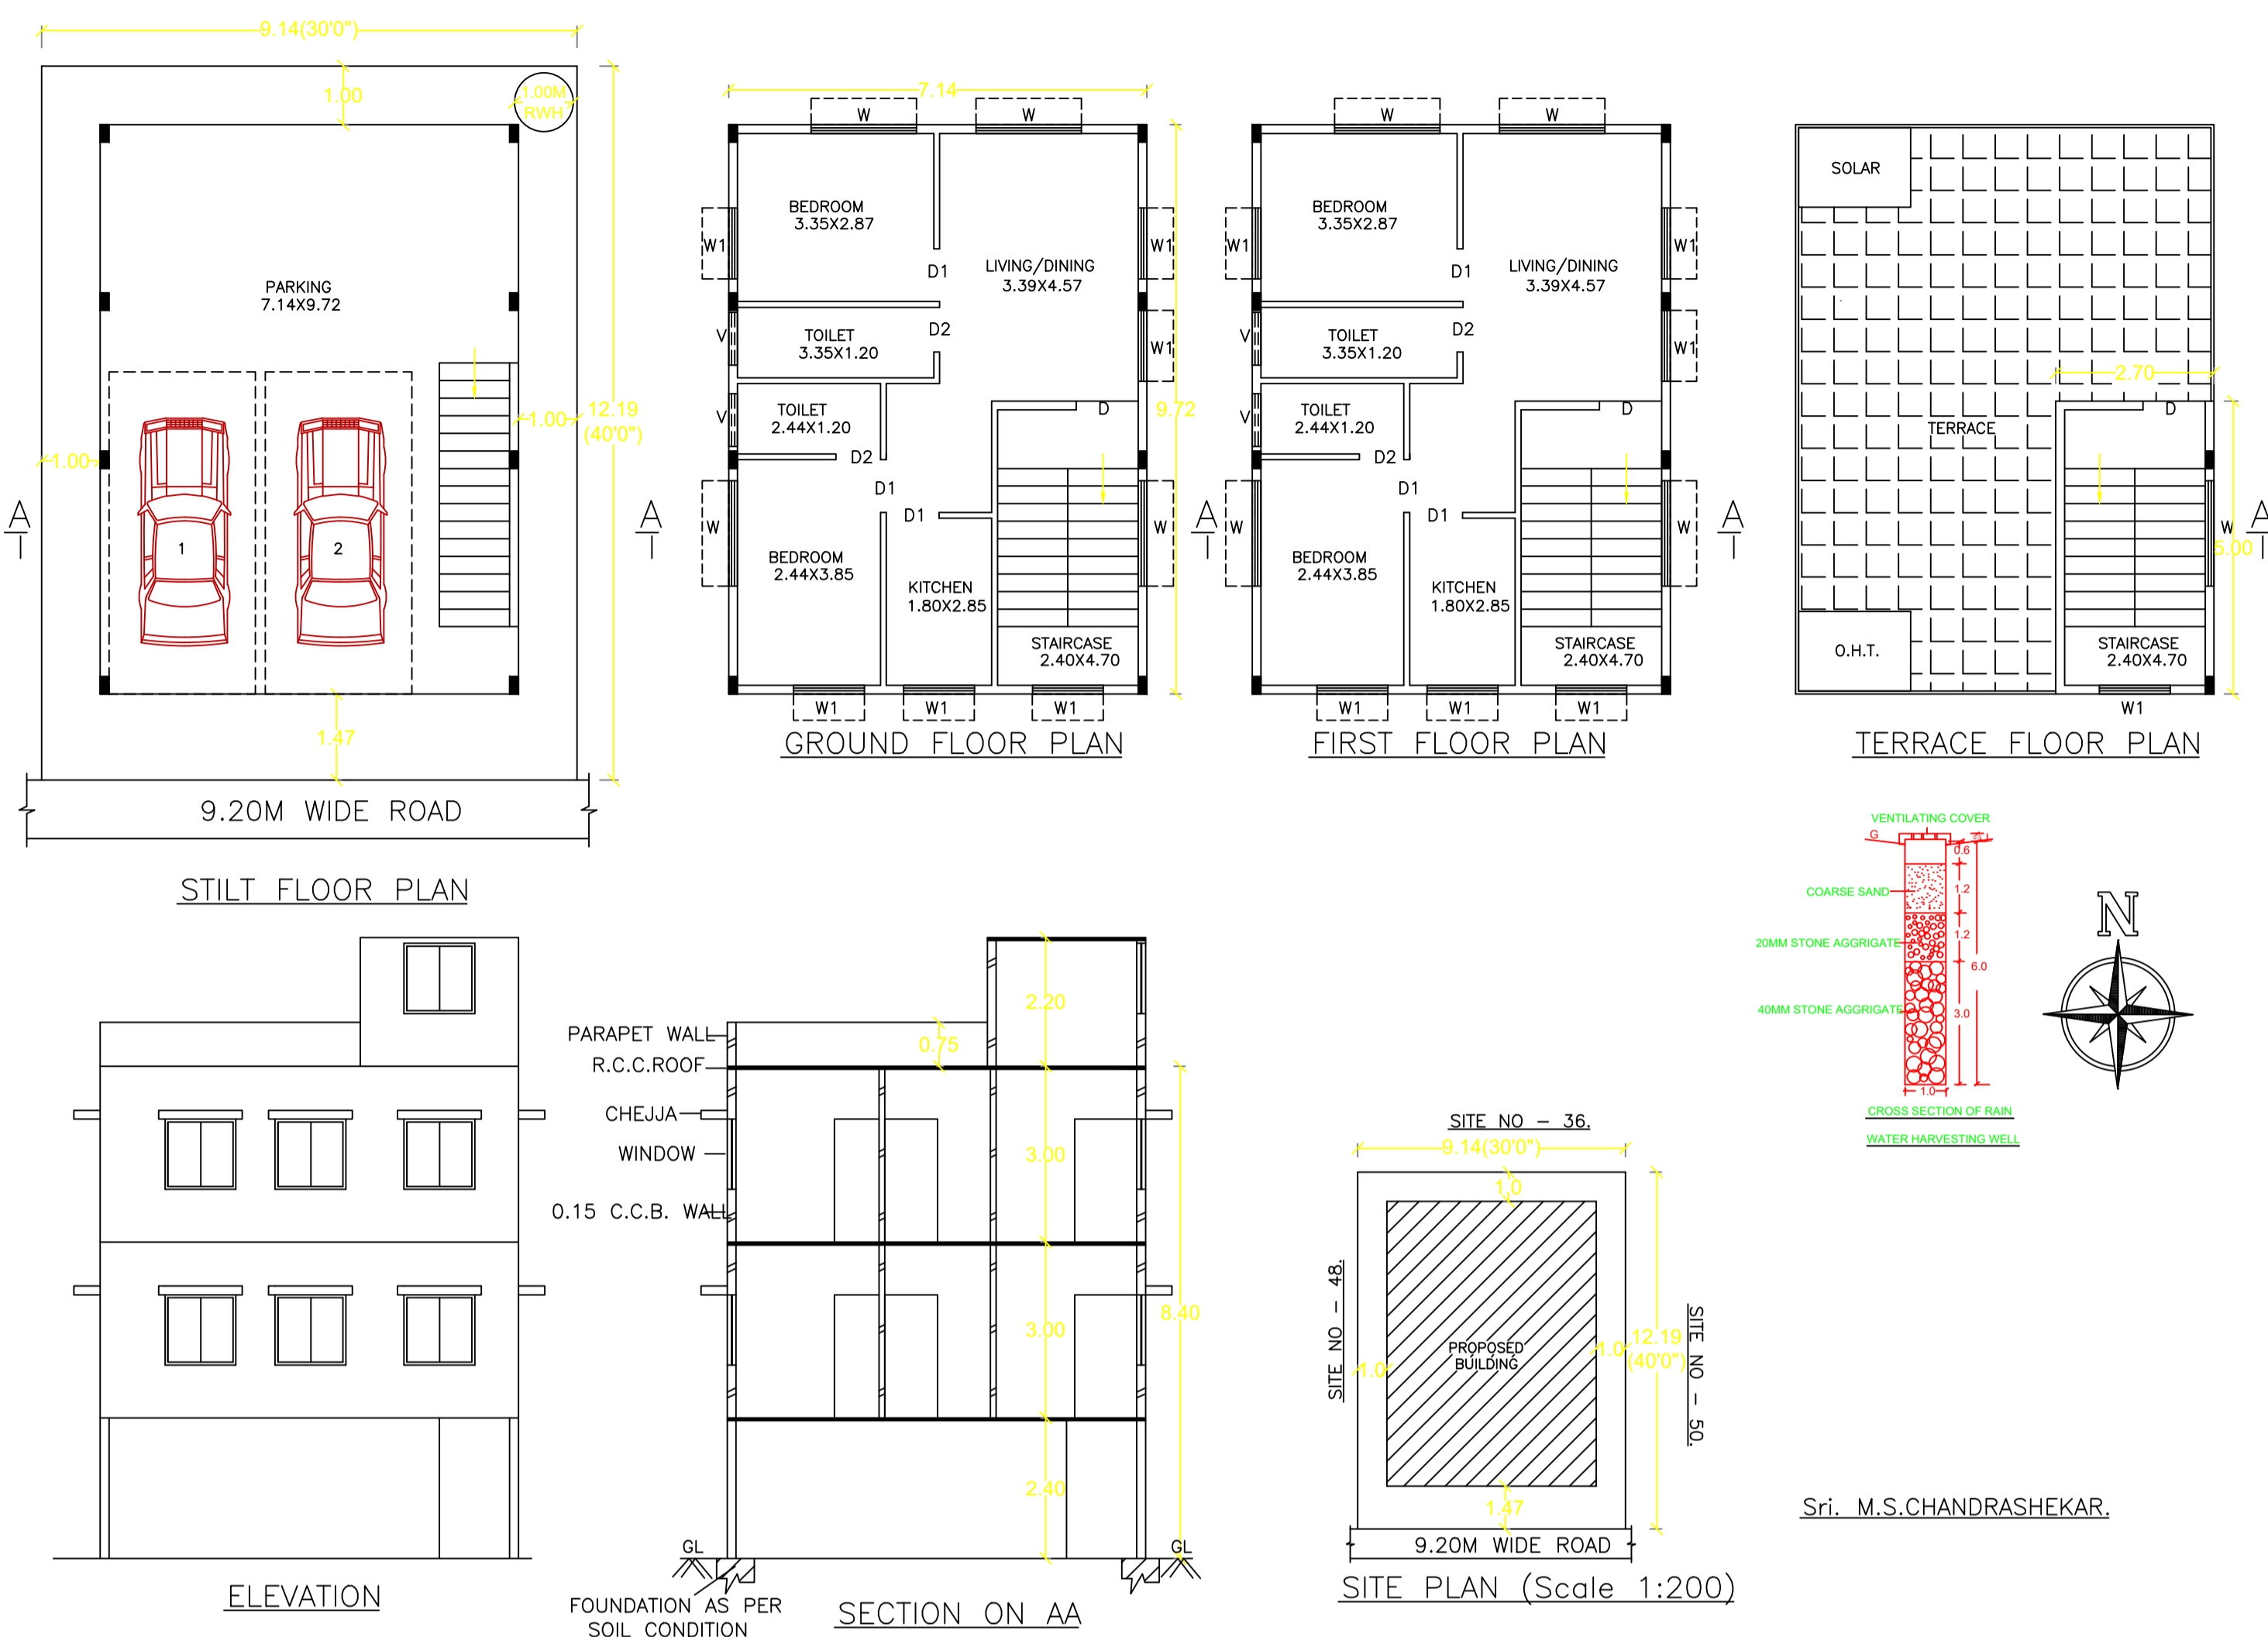 9.14(30'0")
1.00
1.00M
RWH
PARKING
7.14X9.72
1.00
12.19
(40'0")
1.00
A
A
1
2
1.47
9.20M WIDE ROAD
STILT FLOOR PLAN
7.14
W
W
BEDROOM
3.35X2.87
W1
W1
D1
LIVING/DINING
3.39X4.57
V
TOILET
3.35X1.20
D2
W1
V
TOILET
2.44X1.20
D
9.72
D2
D1
D1
W
W
BEDROOM
2.44X3.85
KITCHEN
1.80X2.85
STAIRCASE
2.40X4.70
W1
W1
W1
GROUND FLOOR PLAN
W
W
BEDROOM
3.35X2.87
W1
W1
D1
LIVING/DINING
3.39X4.57
V
TOILET
3.35X1.20
D2
W1
V
TOILET
2.44X1.20
D
D2
D1
D1
A
W
W
A
BEDROOM
2.44X3.85
KITCHEN
1.80X2.85
STAIRCASE
2.40X4.70
W1
W1
W1
FIRST FLOOR PLAN
SOLAR
2.70
D
TERRACE
W
A
5.00
O.H.T.
STAIRCASE
2.40X4.70
W1
TERRACE FLOOR PLAN
VENTILATING COVER
G
0.6
COARSE SAND
1.2
20MM STONE AGGRIGATE
1.2
6.0
40MM STONE AGGRIGATE
3.0
1.0
CROSS SECTION OF RAIN
WATER HARVESTING WELL
N
ELEVATION
PARAPET WALL
R.C.C.ROOF
CHEJJA
WINDOW
0.15 C.C.B. WALL
2.20
0.75
3.00
3.00
8.40
2.40
GL
GL
FOUNDATION AS PER
SOIL CONDITION
SECTION ON AA
SITE NO - 36.
9.14(30'0")
1.0
SITE NO - 48.
PROPOSED
BUILDING
1.0
1.0
12.19
(40'0")
SITE NO - 50.
1.47
9.20M WIDE ROAD
SITE PLAN (Scale 1:200)
Sri. M.S.CHANDRASHEKAR.